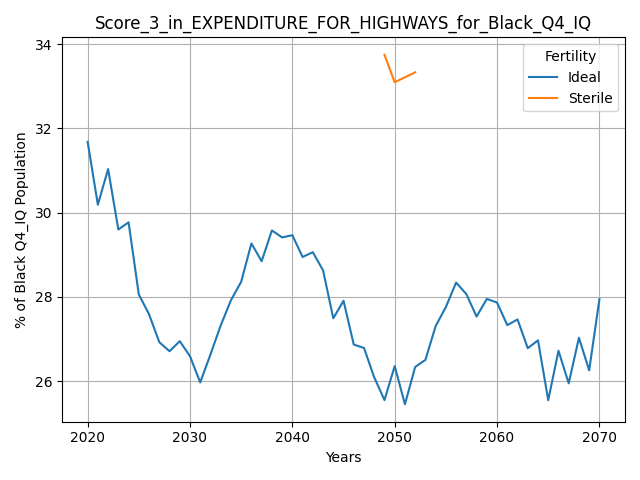 Score_3_in_EXPENDITURE_FOR_HIGHWAYS_for_Black_Q4_IQ
Fertility
Ideal
Sterile
% of Black Q4_IQ Population
34
32
30
28
26
2020
2030
2040
2050
2060
2070
Years